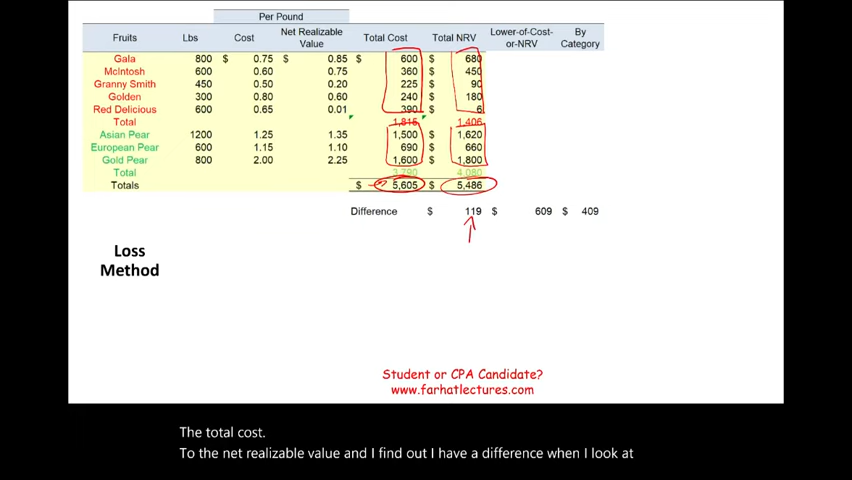 Per Pound
Fruits Lbs Cost Net Realizable Value Total Cost Total NRV Lower-of-Cost-or-NRV By Category
Gala 800 $ 0.75 $ 0.85 $ 600 $ 680
McIntosh 600 0.60 0.75 360 $ 450
Granny Smith 450 0.50 0.20 225 $ 90
Golden 300 0.80 0.60 240 $ 180
Red Delicious 600 0.65 0.01 390 $ 6
Total 1,815 1,406
Asian Pear 1200 1.25 1.35 1,500 $ 1,620
European Pear 600 1.15 1.10 690 $ 660
Gold Pear 800 2.00 2.25 1,600 $ 1,800
Total 3,790 4,080
Totals $ 5,605 $ 5,486
Difference $ 119 $ 609 $ 409
Loss
Method
Student or CPA Candidate?
www.farhatlectures.com
The total cost.
To the net realizable value and I find out I have a difference when I look at